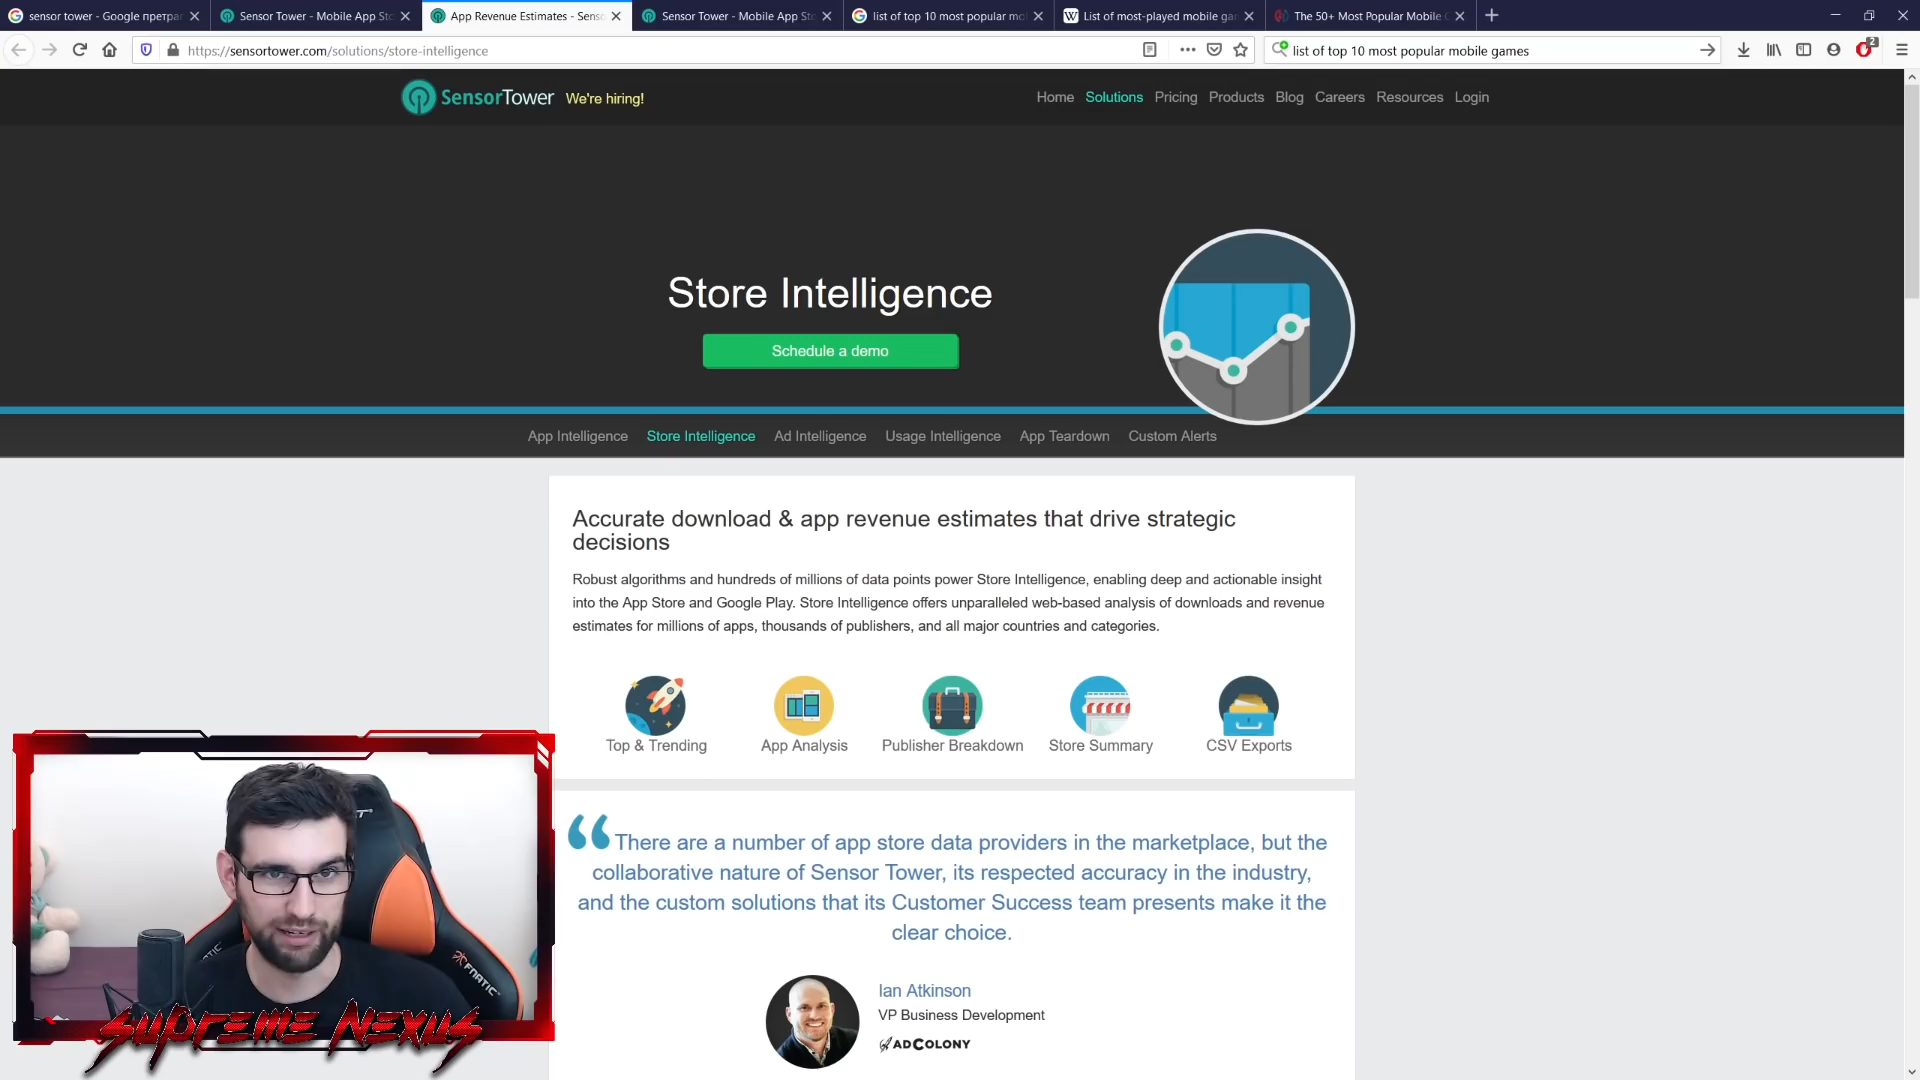 sensor tower - Google претра
Sensor Tower - Mobile App Sto
App Revenue Estimates - Senso
Sensor Tower - Mobile App Sto
list of top 10 most popular mo
List of most-played mobile ga
The 50+ Most Popular Mobile G
https://sensortower.com/solutions/store-intelligence
list of top 10 most popular mobile games
2
SensorTower
We're hiring!
Home
Solutions
Pricing
Products
Blog
Careers
Resources
Login
Store Intelligence
Schedule a demo
App Intelligence
Store Intelligence
Ad Intelligence
Usage Intelligence
App Teardown
Custom Alerts
Accurate download & app revenue estimates that drive strategic
decisions
Robust algorithms and hundreds of millions of data points power Store Intelligence, enabling deep and actionable insight
into the App Store and Google Play. Store Intelligence offers unparalleled web-based analysis of downloads and revenue
estimates for millions of apps, thousands of publishers, and all major countries and categories.
Top & Trending
App Analysis
Publisher Breakdown
Store Summary
CSV Exports
“There are a number of app store data providers in the marketplace, but the
collaborative nature of Sensor Tower, its respected accuracy in the industry,
and the custom solutions that its Customer Success team presents make it the
clear choice.
Ian Atkinson
VP Business Development
ADCOLONY
FNATIC
SUPREME NEXUS